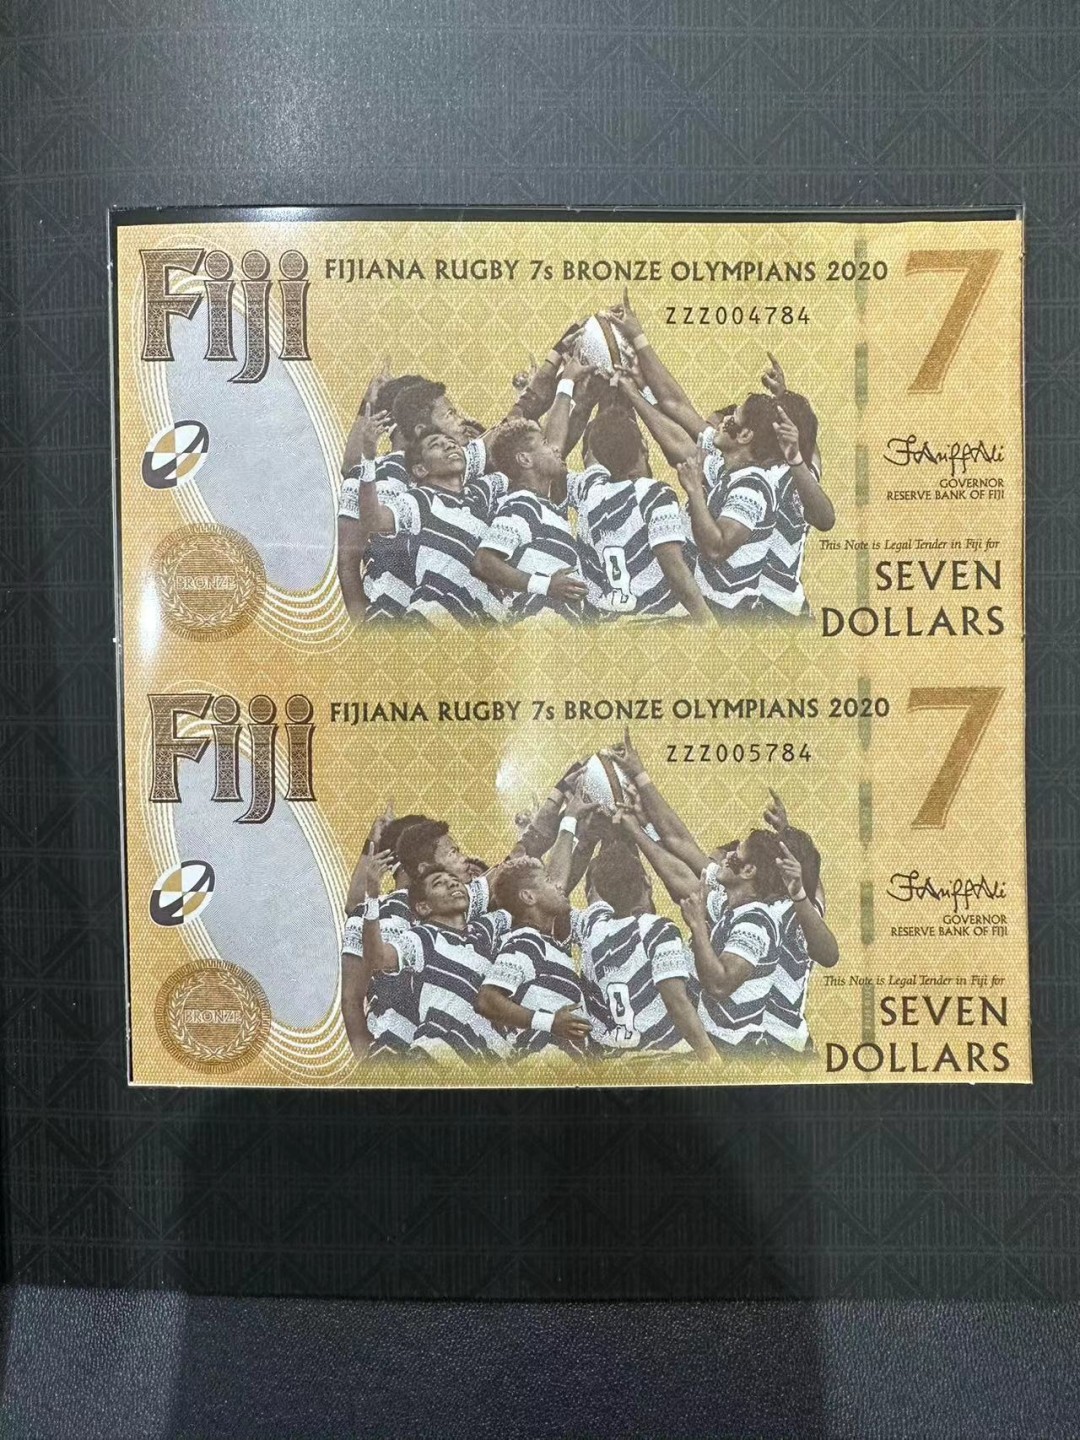 Fiji
FIJIANA RUGBY 7s BRONZE OLYMPIANS 2020
7
ZZZ004784
GOVERNOR
RESERVE BANK OF FIJI
This Note is Legal Tender in Fiji for
BRONZE
SEVEN
DOLLARS
Fiji
FIJIANA RUGBY 7s BRONZE OLYMPIANS 2020
7
ZZZ005784
GOVERNOR
RESERVE BANK OF FIJI
This Note is Legal Tender in Fiji for
BRONZE
SEVEN
DOLLARS